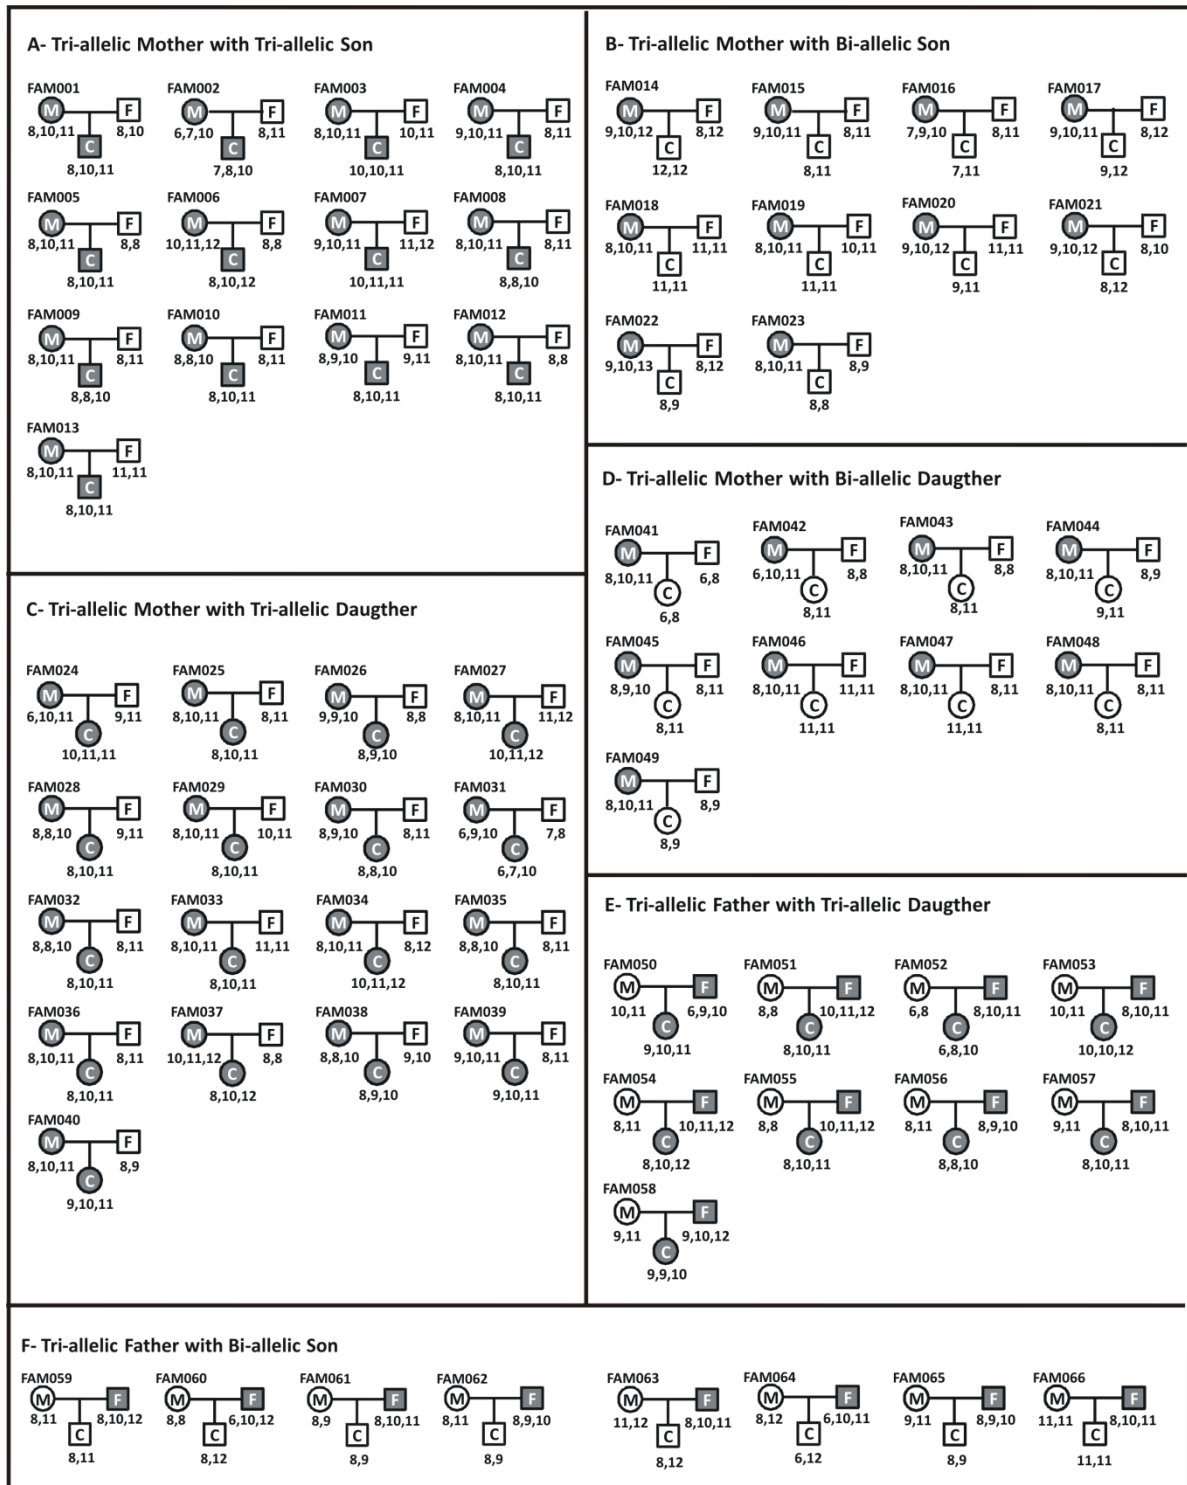 A- Tri-allelic Mother with Tri-allelic Son
FAM001 FAM002 FAM003 FAM004
M F M F M F M F
8,10,11 8,10 6,7,10 8,11 8,10,11 10,11 9,10,11 8,11
C C C C
8,10,11 7,8,10 10,10,11 8,10,11
FAM005 FAM006 FAM007 FAM008
M F M F M F M F
8,10,11 8,8 10,11,12 8,8 9,10,11 11,12 8,10,11 8,11
C C C C
8,10,11 8,10,12 10,11,11 8,8,10
FAM009 FAM010 FAM011 FAM012
M F M F M F M F
8,10,11 8,11 8,8,10 8,11 8,9,10 9,11 8,10,11 8,8
C C C C
8,8,10 8,10,11 8,10,11 8,10,11
FAM013
M F
8,10,11 11,11
C
8,10,11
B- Tri-allelic Mother with Bi-allelic Son
FAM014 FAM015 FAM016 FAM017
M F M F M F M F
9,10,12 8,12 9,10,11 8,11 7,9,10 8,11 9,10,11 8,12
C C C C
12,12 8,11 7,11 9,12
FAM018 FAM019 FAM020 FAM021
M F M F M F M F
8,10,11 11,11 8,10,11 10,11 9,10,12 11,11 9,10,12 8,10
C C C C
11,11 11,11 9,11 8,12
FAM022 FAM023
M F M F
9,10,13 8,12 8,10,11 8,9
C C
8,9 8,8
C- Tri-allelic Mother with Tri-allelic Daugther
FAM024 FAM025 FAM026 FAM027
M F M F M F M F
6,10,11 9,11 8,10,11 8,11 9,9,10 8,8 8,10,11 11,12
C C C C
10,11,11 8,10,11 8,9,10 10,11,12
FAM028 FAM029 FAM030 FAM031
M F M F M F M F
8,8,10 9,11 8,10,11 10,11 8,9,10 8,11 6,9,10 7,8
C C C C
8,10,11 8,10,11 8,8,10 6,7,10
FAM032 FAM033 FAM034 FAM035
M F M F M F M F
8,8,10 8,11 8,10,11 11,11 8,10,11 8,12 8,8,10 8,11
C C C C
8,10,11 8,10,11 10,11,12 8,10,11
FAM036 FAM037 FAM038 FAM039
M F M F M F M F
8,10,11 8,11 10,11,12 8,8 8,8,10 9,10 9,10,11 8,11
C C C C
8,10,11 8,10,12 8,9,10 9,10,11
FAM040
M F
8,10,11 8,9
C
9,10,11
D- Tri-allelic Mother with Bi-allelic Daugther
FAM041 FAM042 FAM043 FAM044
M F M F M F M F
8,10,11 6,8 6,10,11 8,8 8,10,11 8,8 8,10,11 8,9
C C C C
6,8 8,11 8,11 9,11
FAM045 FAM046 FAM047 FAM048
M F M F M F M F
8,9,10 8,11 8,10,11 11,11 8,10,11 8,11 8,10,11 8,11
C C C C
8,11 11,11 11,11 8,11
FAM049
M F
8,10,11 8,9
C
8,9
E- Tri-allelic Father with Tri-allelic Daugther
FAM050 FAM051 FAM052 FAM053
M F M F M F M F
10,11 6,9,10 8,8 10,11,12 6,8 8,10,11 10,11 8,10,11
C C C C
9,10,11 8,10,11 6,8,10 10,10,12
FAM054 FAM055 FAM056 FAM057
M F M F M F M F
8,11 10,11,12 8,8 10,11,12 8,11 8,9,10 9,11 8,10,11
C C C C
8,10,12 8,10,11 8,8,10 8,10,11
FAM058
M F
9,11 9,10,12
C
9,9,10
F- Tri-allelic Father with Bi-allelic Son
FAM059 FAM060 FAM061 FAM062 FAM063 FAM064 FAM065 FAM066
M F M F M F M F M F M F M F M F
8,11 8,10,12 8,8 6,10,12 8,9 8,10,11 8,11 8,9,10 11,12 8,10,11 8,12 6,10,11 9,11 8,9,10 11,11 8,10,11
C C C C C C C C
8,11 8,12 8,9 8,9 8,12 6,12 8,9 11,11